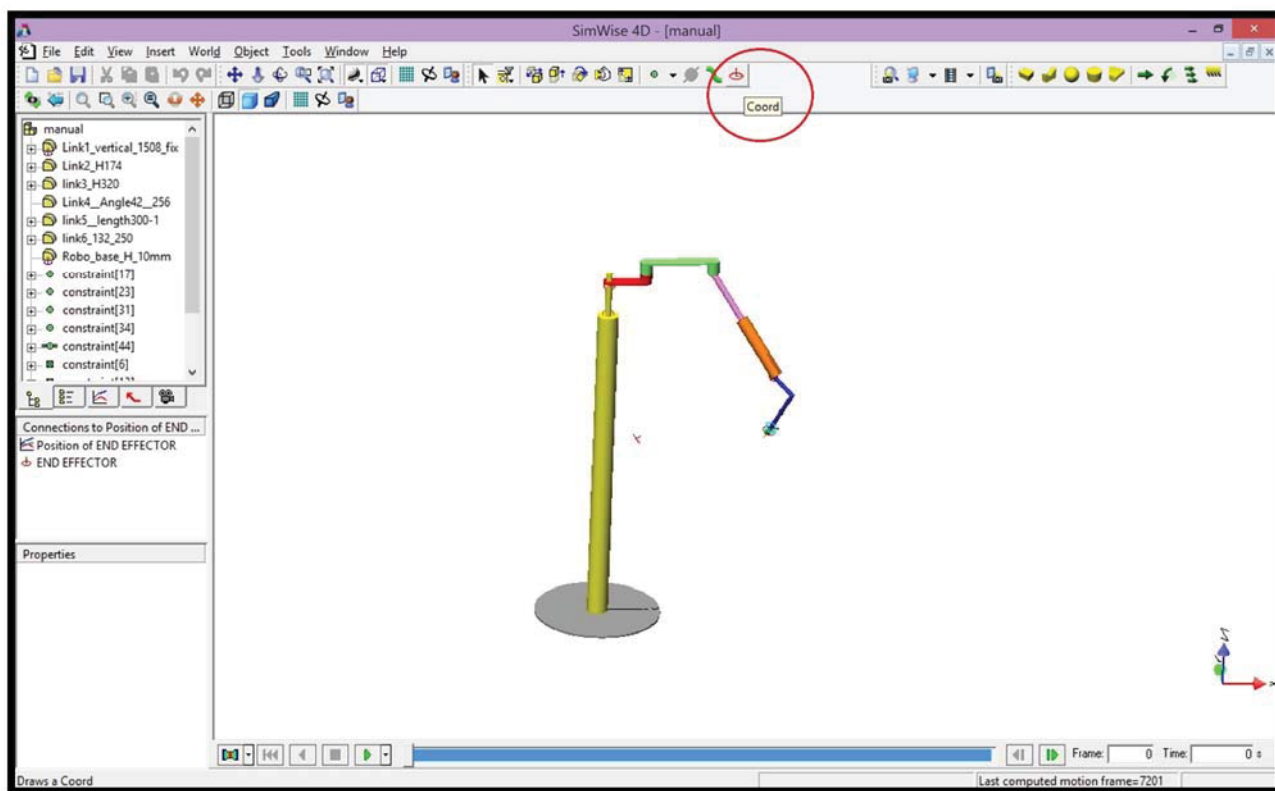 SimWise 4D - [manual]
File Edit View Insert World Object Tools Window Help
Coord
manual
Link1_vertical_1508_fix
Link2_H174
link3_H320
Link4__Angle42__256
link5__length300-1
link6_132_250
Robo_base_H_10mm
constraint[17]
constraint[23]
constraint[31]
constraint[34]
constraint[44]
constraint[6]
Connections to Position of END ...
Position of END EFFECTOR
END EFFECTOR
Properties
Frame: 0 Time: 0 s
Draws a Coord
Last computed motion frame=7201